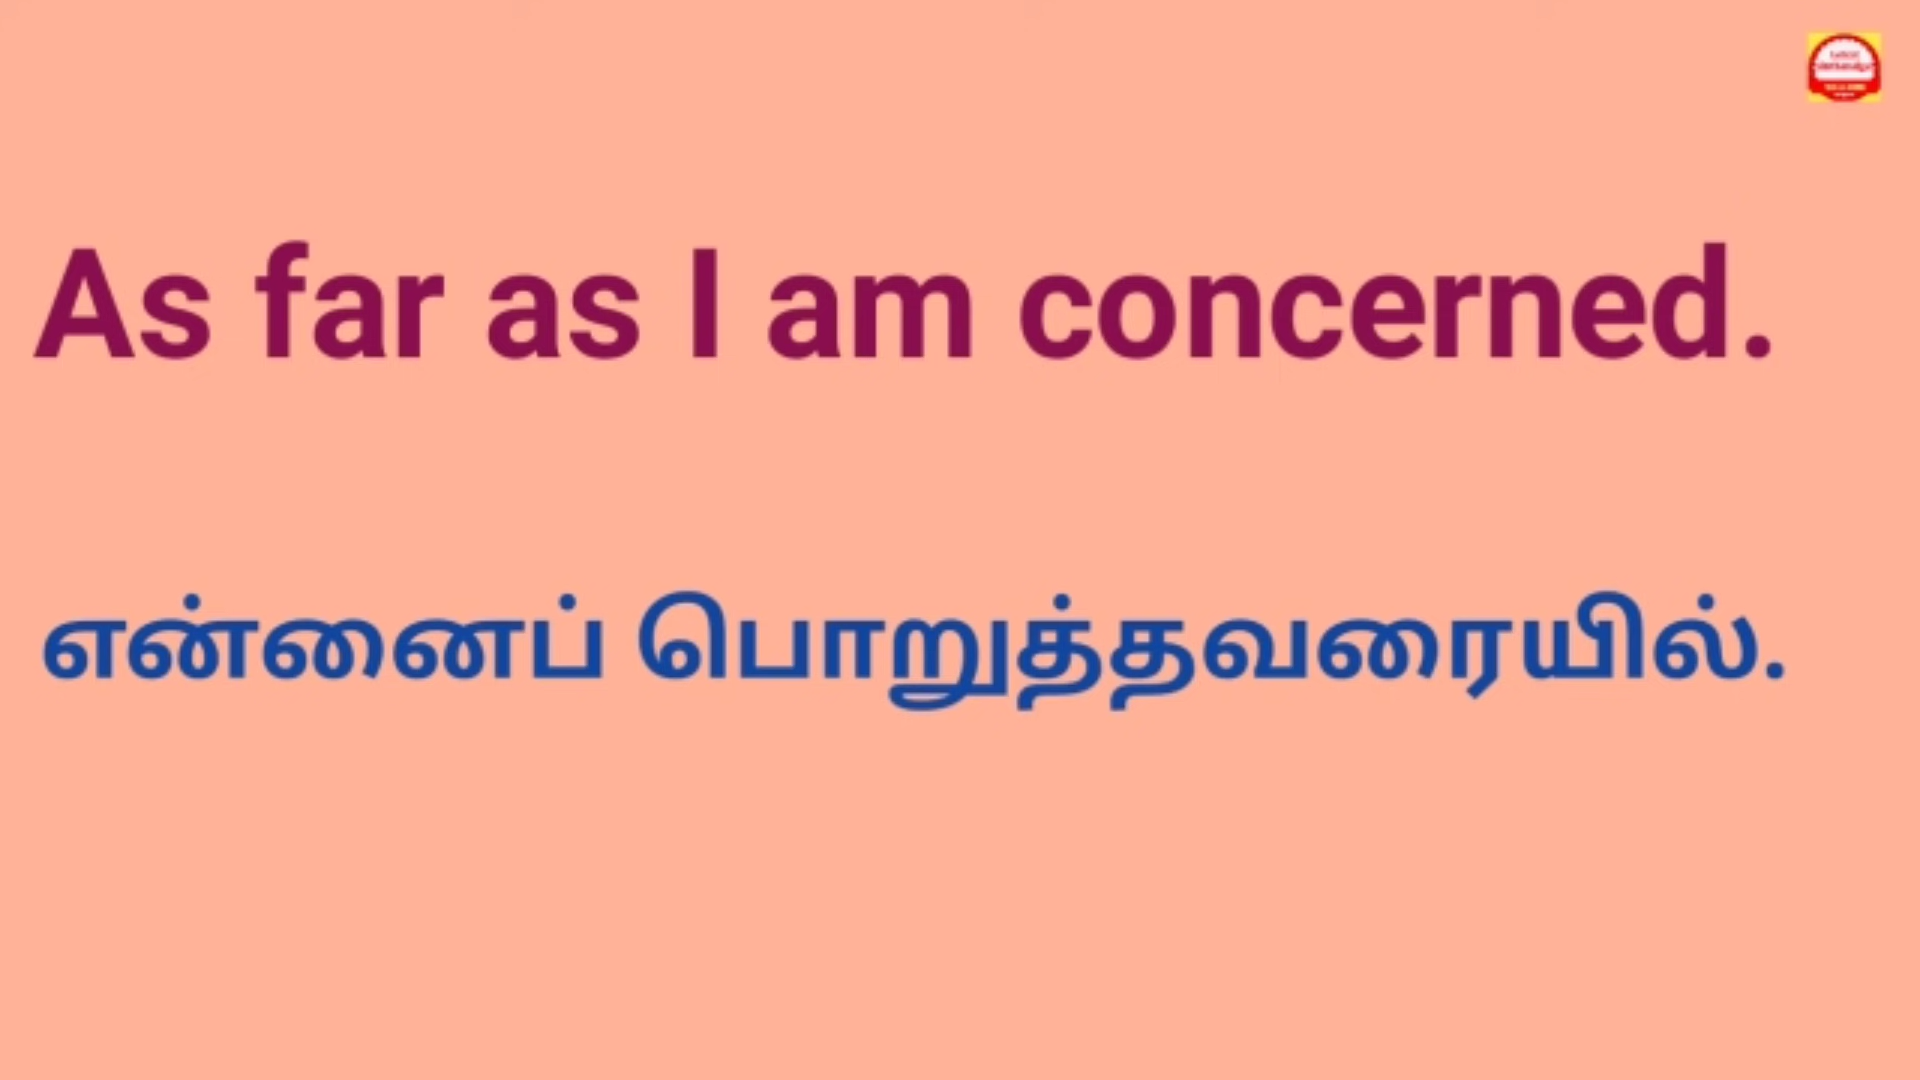 As far as I am concerned.
என்னைப் பொறுத்தவரையில்.